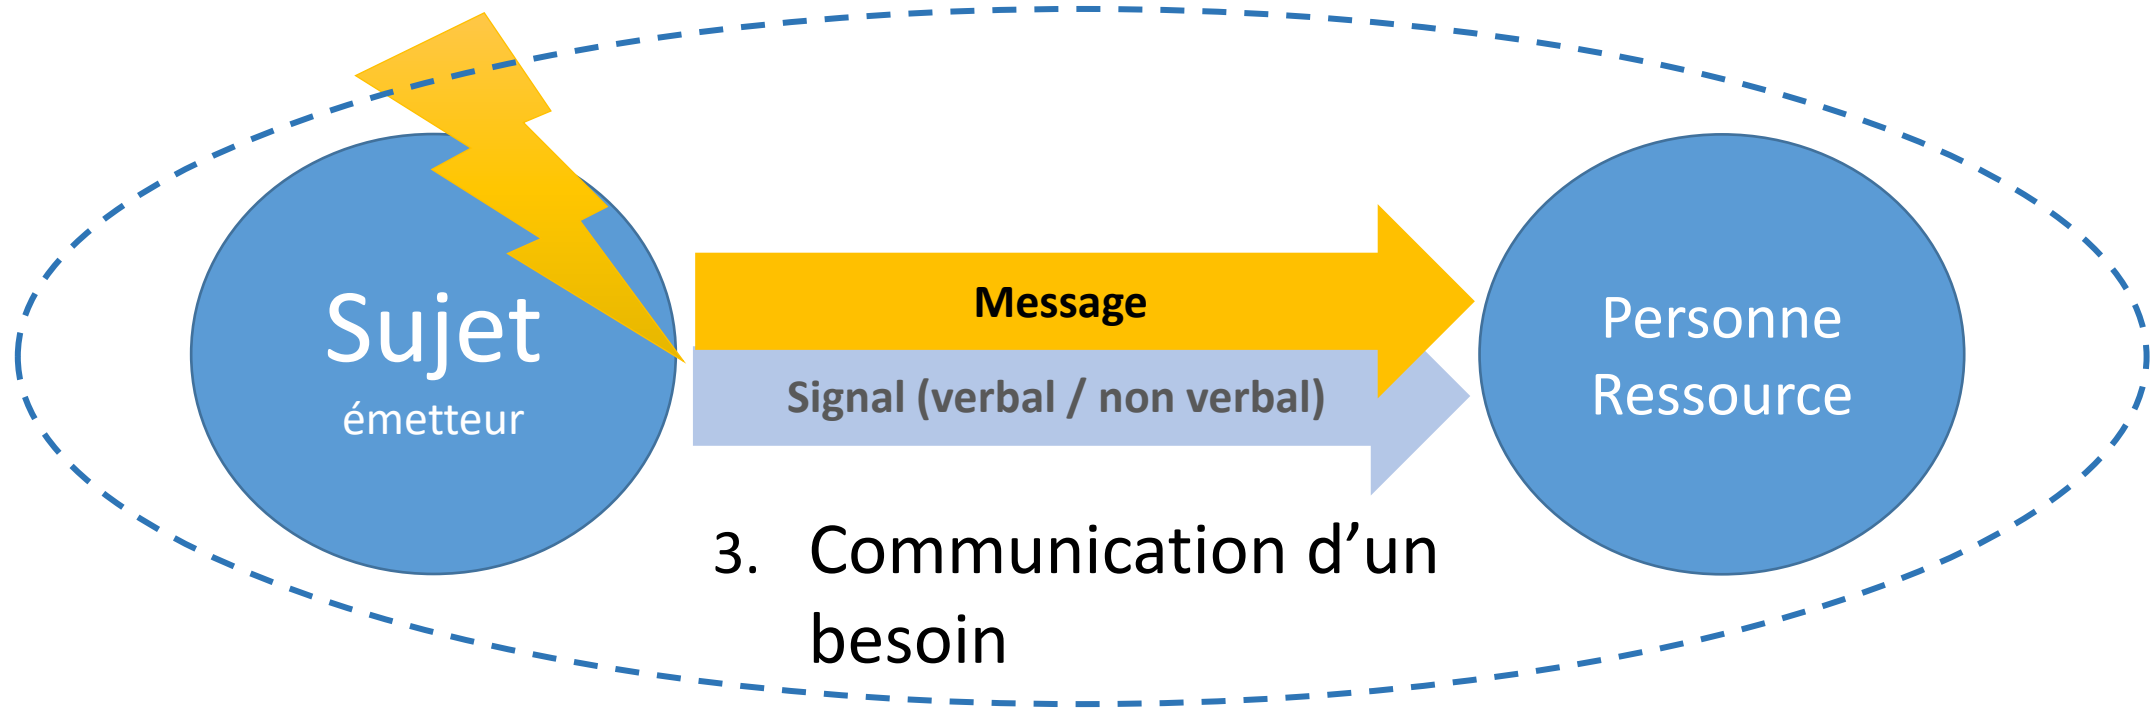 Sujet
émetteur
Message
Signal (verbal / non verbal)
Personne
Ressource
3. Communication d’un
besoin